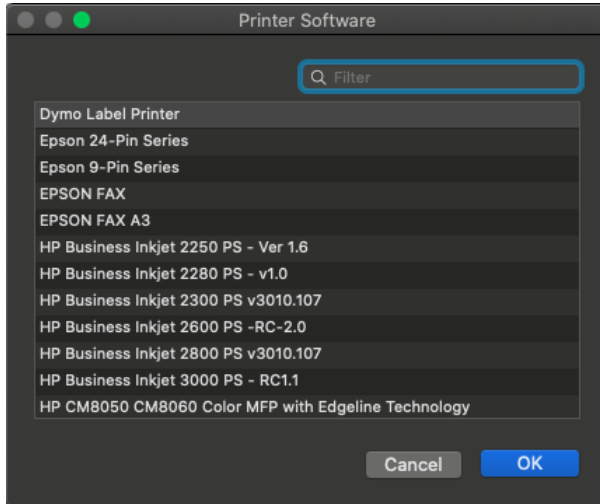 Printer Software
Filter
Dymo Label Printer
Epson 24-Pin Series
Epson 9-Pin Series
EPSON FAX
EPSON FAX A3
HP Business Inkjet 2250 PS - Ver 1.6
HP Business Inkjet 2280 PS - v1.0
HP Business Inkjet 2300 PS v3010.107
HP Business Inkjet 2600 PS -RC-2.0
HP Business Inkjet 2800 PS v3010.107
HP Business Inkjet 3000 PS - RC1.1
HP CM8050 CM8060 Color MFP with Edgeline Technology
Cancel OK